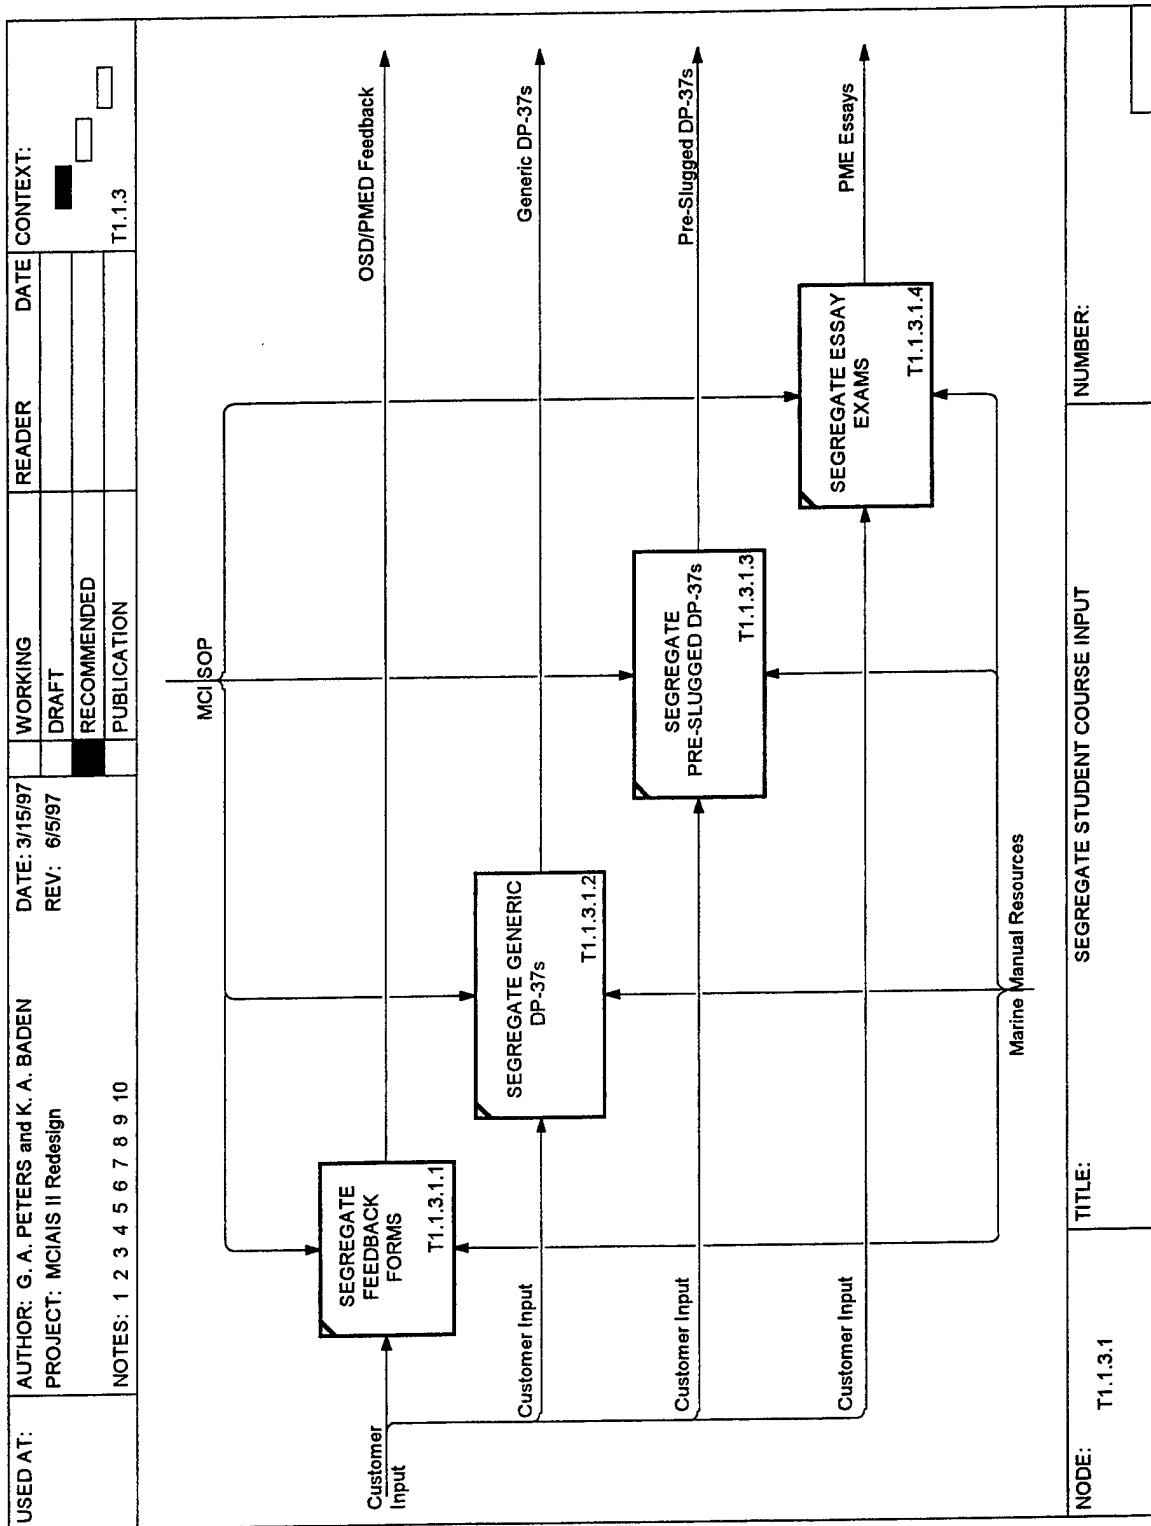 USED AT:
AUTHOR: G. A. PETERS and K. A. BADEN
DATE: 3/15/97
PROJECT: MCIAIS II Redesign
REV: 6/5/97
NOTES: 1 2 3 4 5 6 7 8 9 10
WORKING
DRAFT
RECOMMENDED
PUBLICATION
READER
DATE
CONTEXT:
T1.1.3
MCI SOP
Customer
Input
SEGREGATE
FEEDBACK
FORMS
T1.1.3.1.1
OSD/PMED Feedback
Customer Input
SEGREGATE GENERIC
DP-37s
T1.1.3.1.2
Generic DP-37s
Customer Input
SEGREGATE
PRE-SLUGGED DP-37s
T1.1.3.1.3
Pre-Slugged DP-37s
Customer Input
SEGREGATE ESSAY
EXAMS
T1.1.3.1.4
PME Essays
Marine Manual Resources
NODE:
T1.1.3.1
TITLE:
SEGREGATE STUDENT COURSE INPUT
NUMBER: